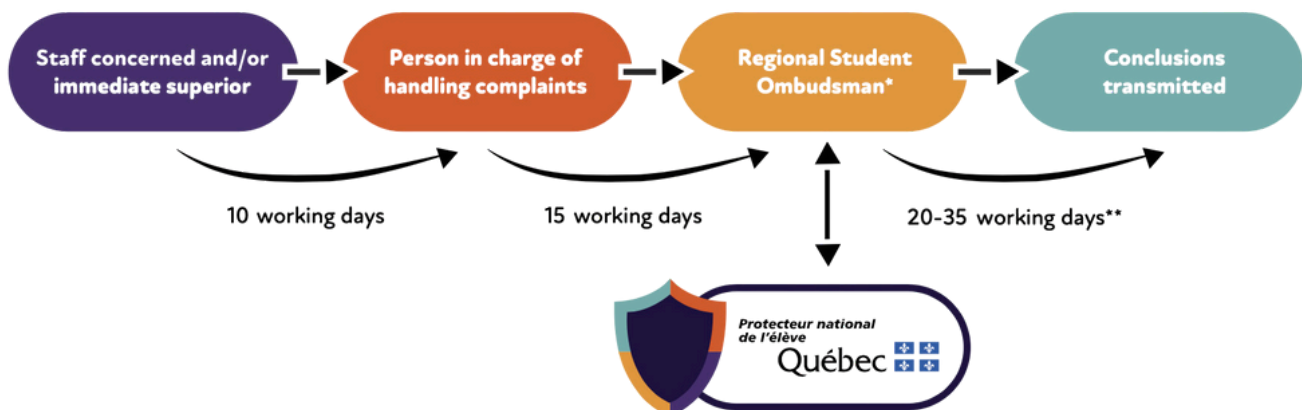 Staff concerned and/or
immediate superior
Person in charge of
handling complaints
Regional Student
Ombudsman*
Conclusions
transmitted
10 working days
15 working days
20-35 working days**
Protecteur national
de l'élève
Québec